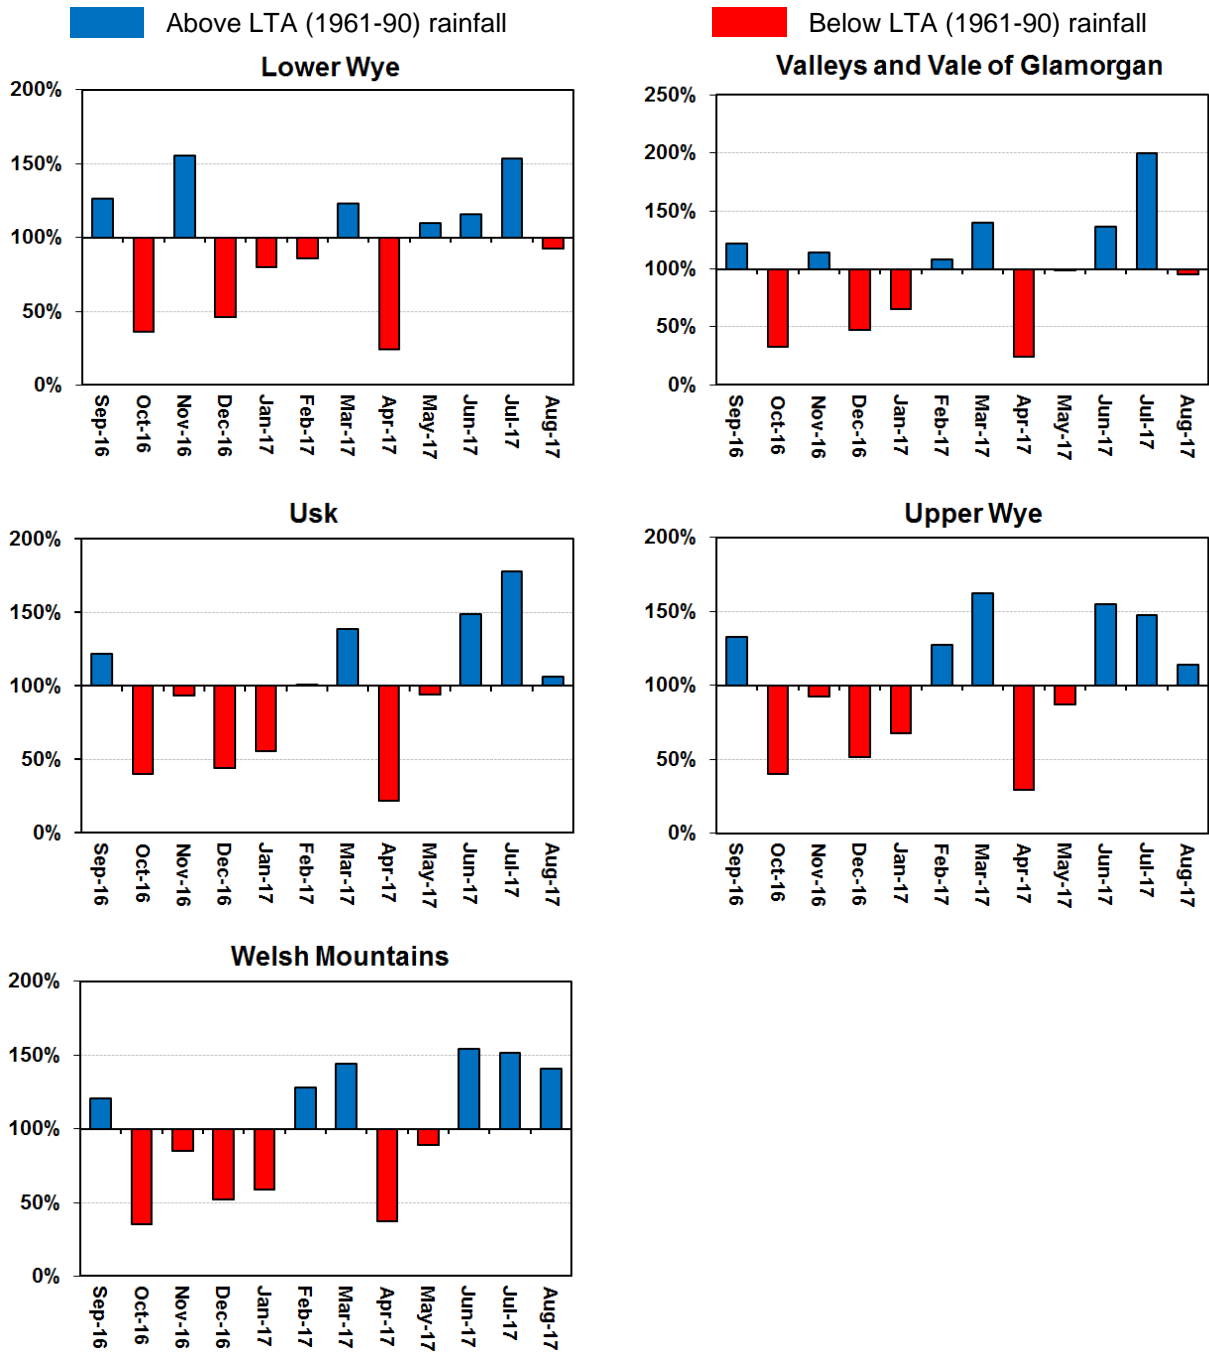 Above LTA (1961-90) rainfall
Below LTA (1961-90) rainfall
Lower Wye
200%
150%
100%
50%
0%
Sep-16
Oct-16
Nov-16
Dec-16
Jan-17
Feb-17
Mar-17
Apr-17
May-17
Jun-17
Jul-17
Aug-17
Valleys and Vale of Glamorgan
250%
200%
150%
100%
50%
0%
Sep-16
Oct-16
Nov-16
Dec-16
Jan-17
Feb-17
Mar-17
Apr-17
May-17
Jun-17
Jul-17
Aug-17
Usk
200%
150%
100%
50%
0%
Sep-16
Oct-16
Nov-16
Dec-16
Jan-17
Feb-17
Mar-17
Apr-17
May-17
Jun-17
Jul-17
Aug-17
Upper Wye
200%
150%
100%
50%
0%
Sep-16
Oct-16
Nov-16
Dec-16
Jan-17
Feb-17
Mar-17
Apr-17
May-17
Jun-17
Jul-17
Aug-17
Welsh Mountains
200%
150%
100%
50%
0%
Sep-16
Oct-16
Nov-16
Dec-16
Jan-17
Feb-17
Mar-17
Apr-17
May-17
Jun-17
Jul-17
Aug-17